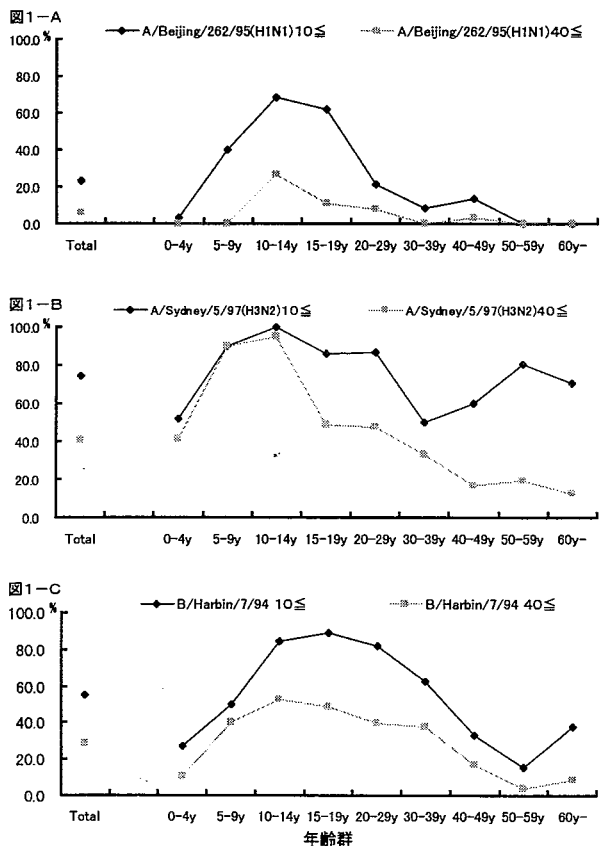 図1-A
A/Beijing/262/95(H1N1)10≦ A/Beijing/262/95(H1N1)40≦
100.0 %
80.0
60.0
40.0
20.0
0.0
Total 0-4y 5-9y 10-14y 15-19y 20-29y 30-39y 40-49y 50-59y 60y-
図1-B
A/Sydney/5/97(H3N2)10≦ A/Sydney/5/97(H3N2)40≦
100.0 %
80.0
60.0
40.0
20.0
0.0
Total 0-4y 5-9y 10-14y 15-19y 20-29y 30-39y 40-49y 50-59y 60y-
図1-C
B/Harbin/7/94 10≦ B/Harbin/7/94 40≦
100.0 %
80.0
60.0
40.0
20.0
0.0
Total 0-4y 5-9y 10-14y 15-19y 20-29y 30-39y 40-49y 50-59y 60y-
年齢群